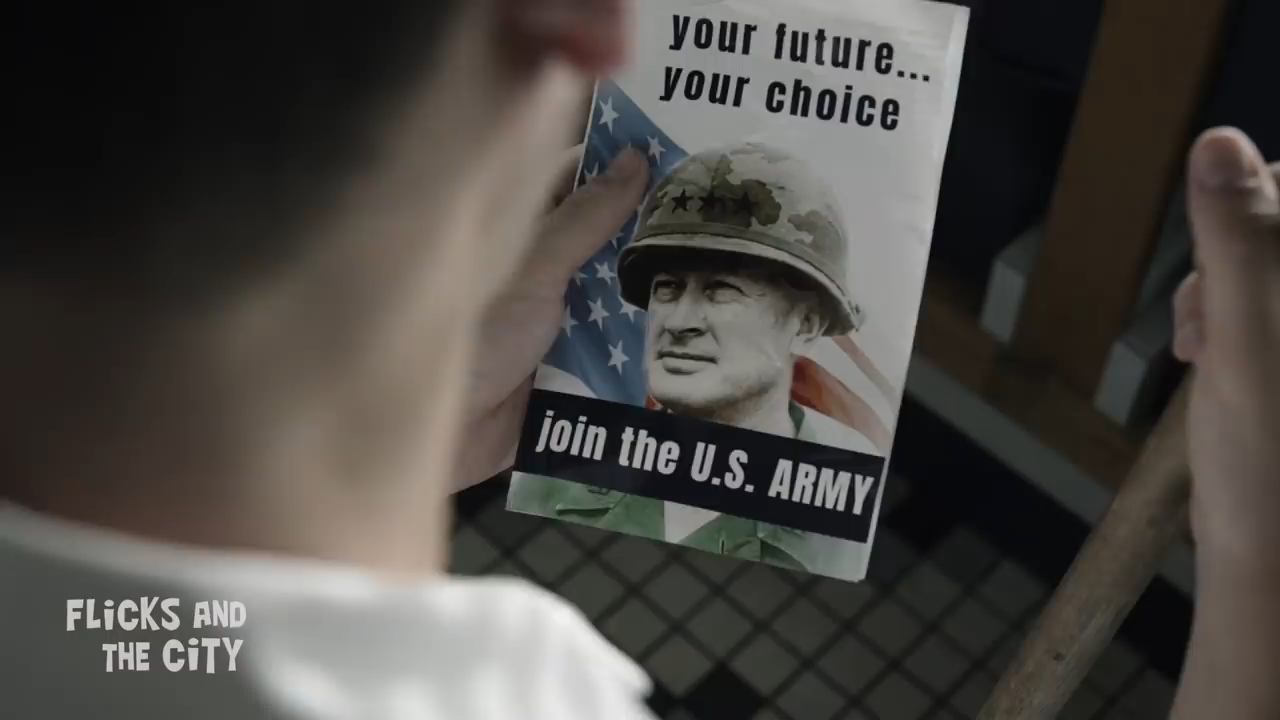 your future...
your choice
join the U.S. ARMY
FLiCKS AND
THE CiTY